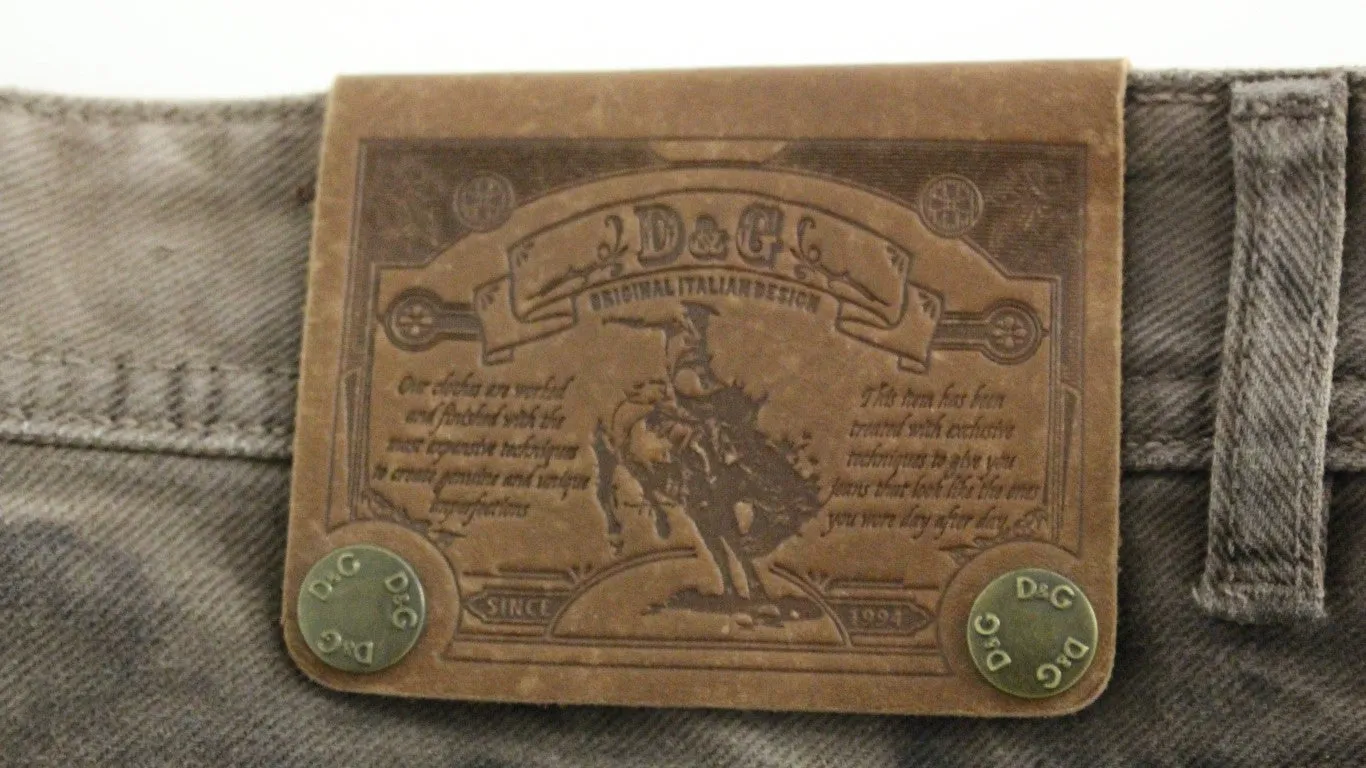 D&G
ORIGINAL ITALIAN DESIGN
Our clothes are worked
and finished with the
most expensive techniques
to create genuine and unique
imperfections
This item has been
treated with exclusive
techniques to give you
jeans that look like the ones
you wore day after day.
SINCE
1994
D&G
D&G
D&G
D&G
D&G
D&G